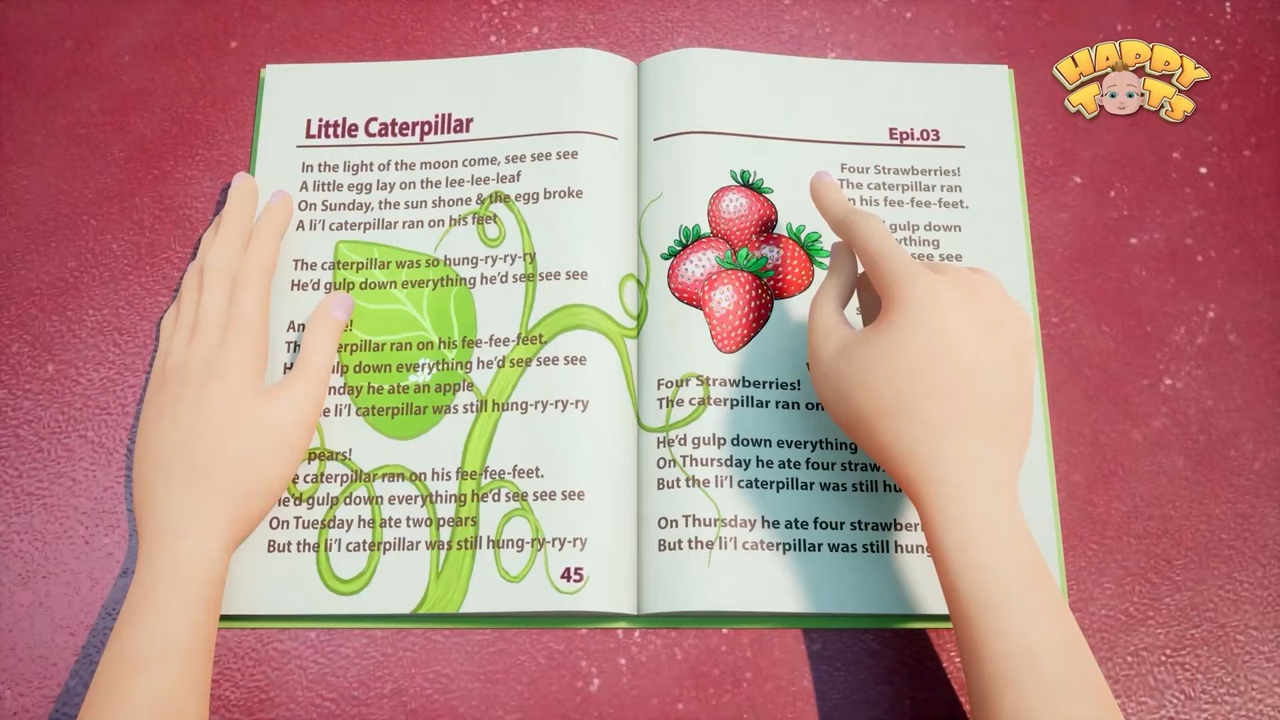 HAPPY
TOTS
Little Caterpillar
In the light of the moon come, see see see
A little egg lay on the lee-lee-leaf
On Sunday, the sun shone & the egg broke
A li'l caterpillar ran on his feet
The caterpillar was so hung-ry-ry-ry
He'd gulp down everything he'd see see see
ran on his fee-fee-feet.
down everything he'd see see see
he ate an apple
li'l caterpillar was still hung-ry-ry-ry
pears!
caterpillar ran on his fee-fee-feet.
He'd gulp down everything he'd see see see
On Tuesday he ate two pears
But the li'l caterpillar was still hung-ry-ry-ry
45
Epi.03
Four Strawberries!
The caterpillar ran
on his fee-fee-feet.
gulp down
see see
Four Strawberries!
The caterpillar ran on
He'd gulp down everything
On Thursday he ate four
But the li'l caterpillar was still
On Thursday he ate four
But the li'l caterpillar was still